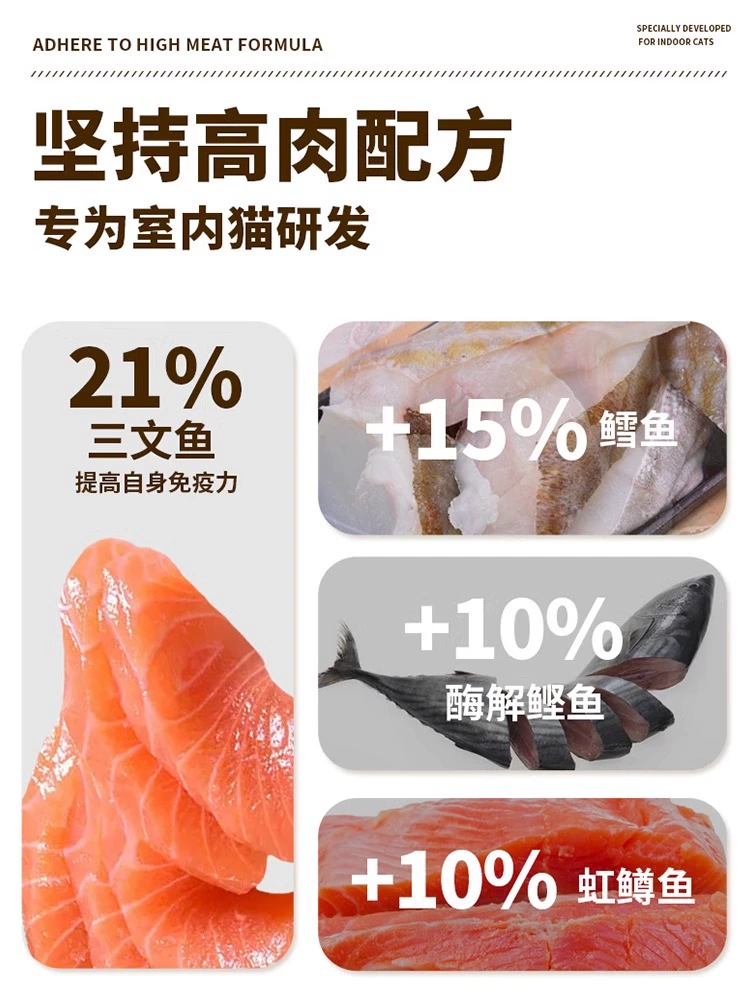 ADHERE TO HIGH MEAT FORMULA
SPECIALLY DEVELOPED
FOR INDOOR CATS
坚持高肉配方
专为室内猫研发
21%
三文鱼
提高自身免疫力
+15% 鳕鱼
+10%
酶解鲣鱼
+10% 虹鳟鱼